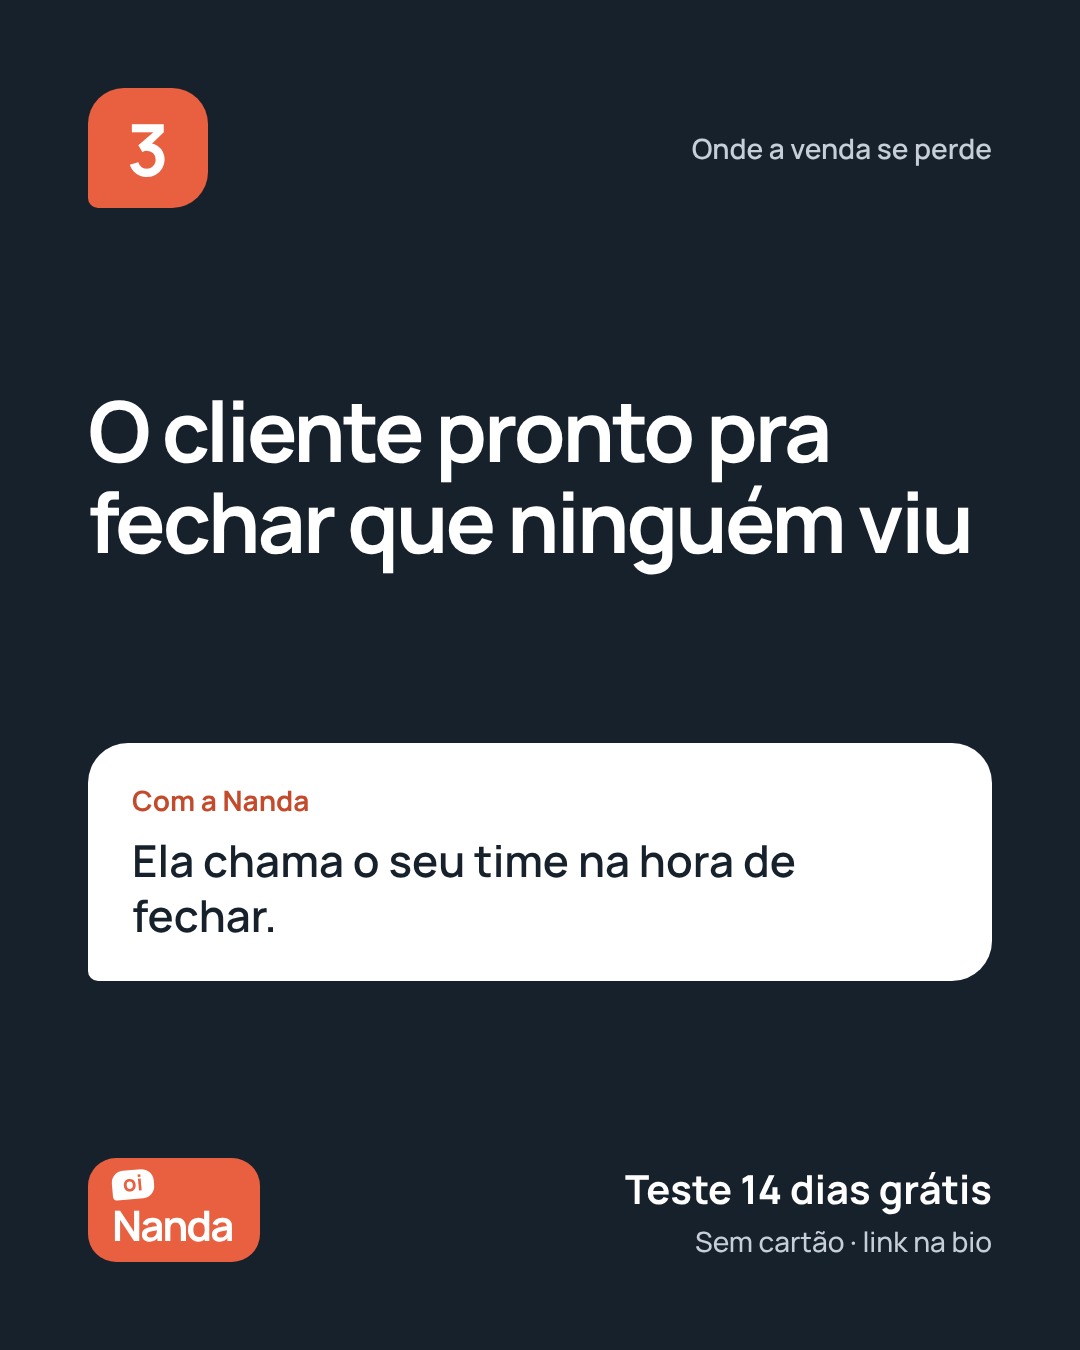 3
Onde a venda se perde
O cliente pronto pra
fechar que ninguém viu
Com a Nanda
Ela chama o seu time na hora de
fechar.
oi
Nanda
Teste 14 dias grátis
Sem cartão · link na bio